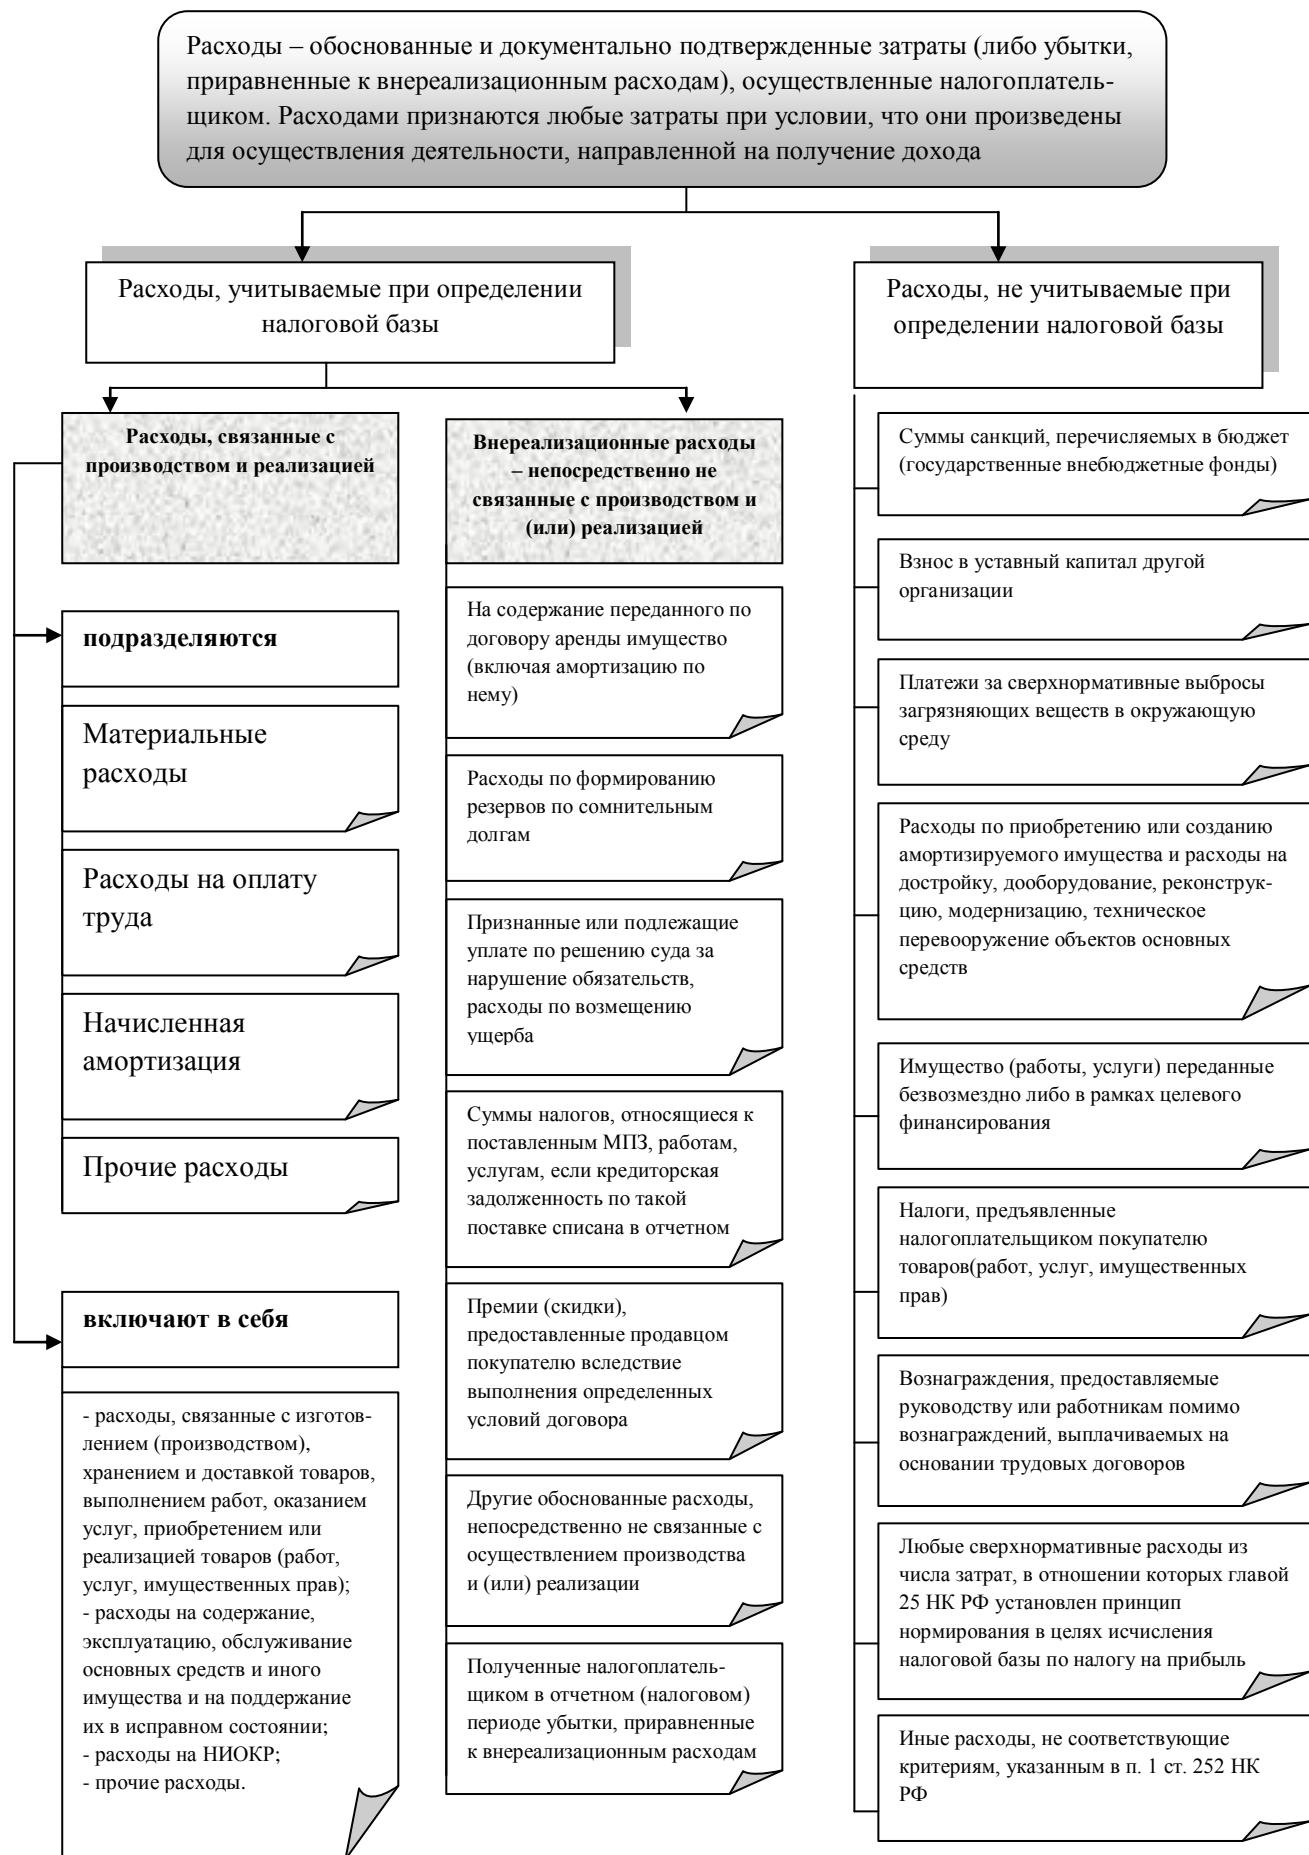 Расходы – обоснованные и документально подтвержденные затраты (либо убытки,
приравненные к внереализационным расходам), осуществленные налогоплатель-
щиком. Расходами признаются любые затраты при условии, что они произведены
для осуществления деятельности, направленной на получение дохода
Расходы, учитываемые при определении
налоговой базы
Расходы, не учитываемые при
определении налоговой базы
Расходы, связанные с
производством и реализацией
подразделяются
Материальные
расходы
Расходы на оплату
труда
Начисленная
амортизация
Прочие расходы
включают в себя
- расходы, связанные с изготов-
лением (производством),
хранением и доставкой товаров,
выполнением работ, оказанием
услуг, приобретением или
реализацией товаров (работ,
услуг, имущественных прав);
- расходы на содержание,
эксплуатацию, обслуживание
основных средств и иного
имущества и на поддержание
их в исправном состоянии;
- расходы на НИОКР;
- прочие расходы.
Внереализационные расходы
– непосредственно не
связанные с производством и
(или) реализацией
На содержание переданного по
договору аренды имущество
(включая амортизацию по
нему)
Расходы по формированию
резервов по сомнительным
долгам
Признанные или подлежащие
уплате по решению суда за
нарушение обязательств,
расходы по возмещению
ущерба
Суммы налогов, относящиеся к
поставленным МПЗ, работам,
услугам, если кредиторская
задолженность по такой
поставке списана в отчетном
Премии (скидки),
предоставленные продавцом
покупателю вследствие
выполнения определенных
условий договора
Другие обоснованные расходы,
непосредственно не связанные с
осуществлением производства
и (или) реализации
Полученные налогоплатель-
щиком в отчетном (налоговом)
периоде убытки, приравненные
к внереализационным расходам
Суммы санкций, перечисляемых в бюджет
(государственные внебюджетные фонды)
Взнос в уставный капитал другой
организации
Платежи за сверхнормативные выбросы
загрязняющих веществ в окружающую
среду
Расходы по приобретению или созданию
амортизируемого имущества и расходы на
достройку, дооборудование, реконструк-
цию, модернизацию, техническое
перевооружение объектов основных
средств
Имущество (работы, услуги) переданные
безвозмездно либо в рамках целевого
финансирования
Налоги, предъявленные
налогоплательщиком покупателю
товаров(работ, услуг, имущественных
прав)
Вознаграждения, предоставляемые
руководству или работникам помимо
вознаграждений, выплачиваемых на
основании трудовых договоров
Любые сверхнормативные расходы из
числа затрат, в отношении которых главой
25 НК РФ установлен принцип
нормирования в целях исчисления
налоговой базы по налогу на прибыль
Иные расходы, не соответствующие
критериям, указанным в п. 1 ст. 252 НК
РФ